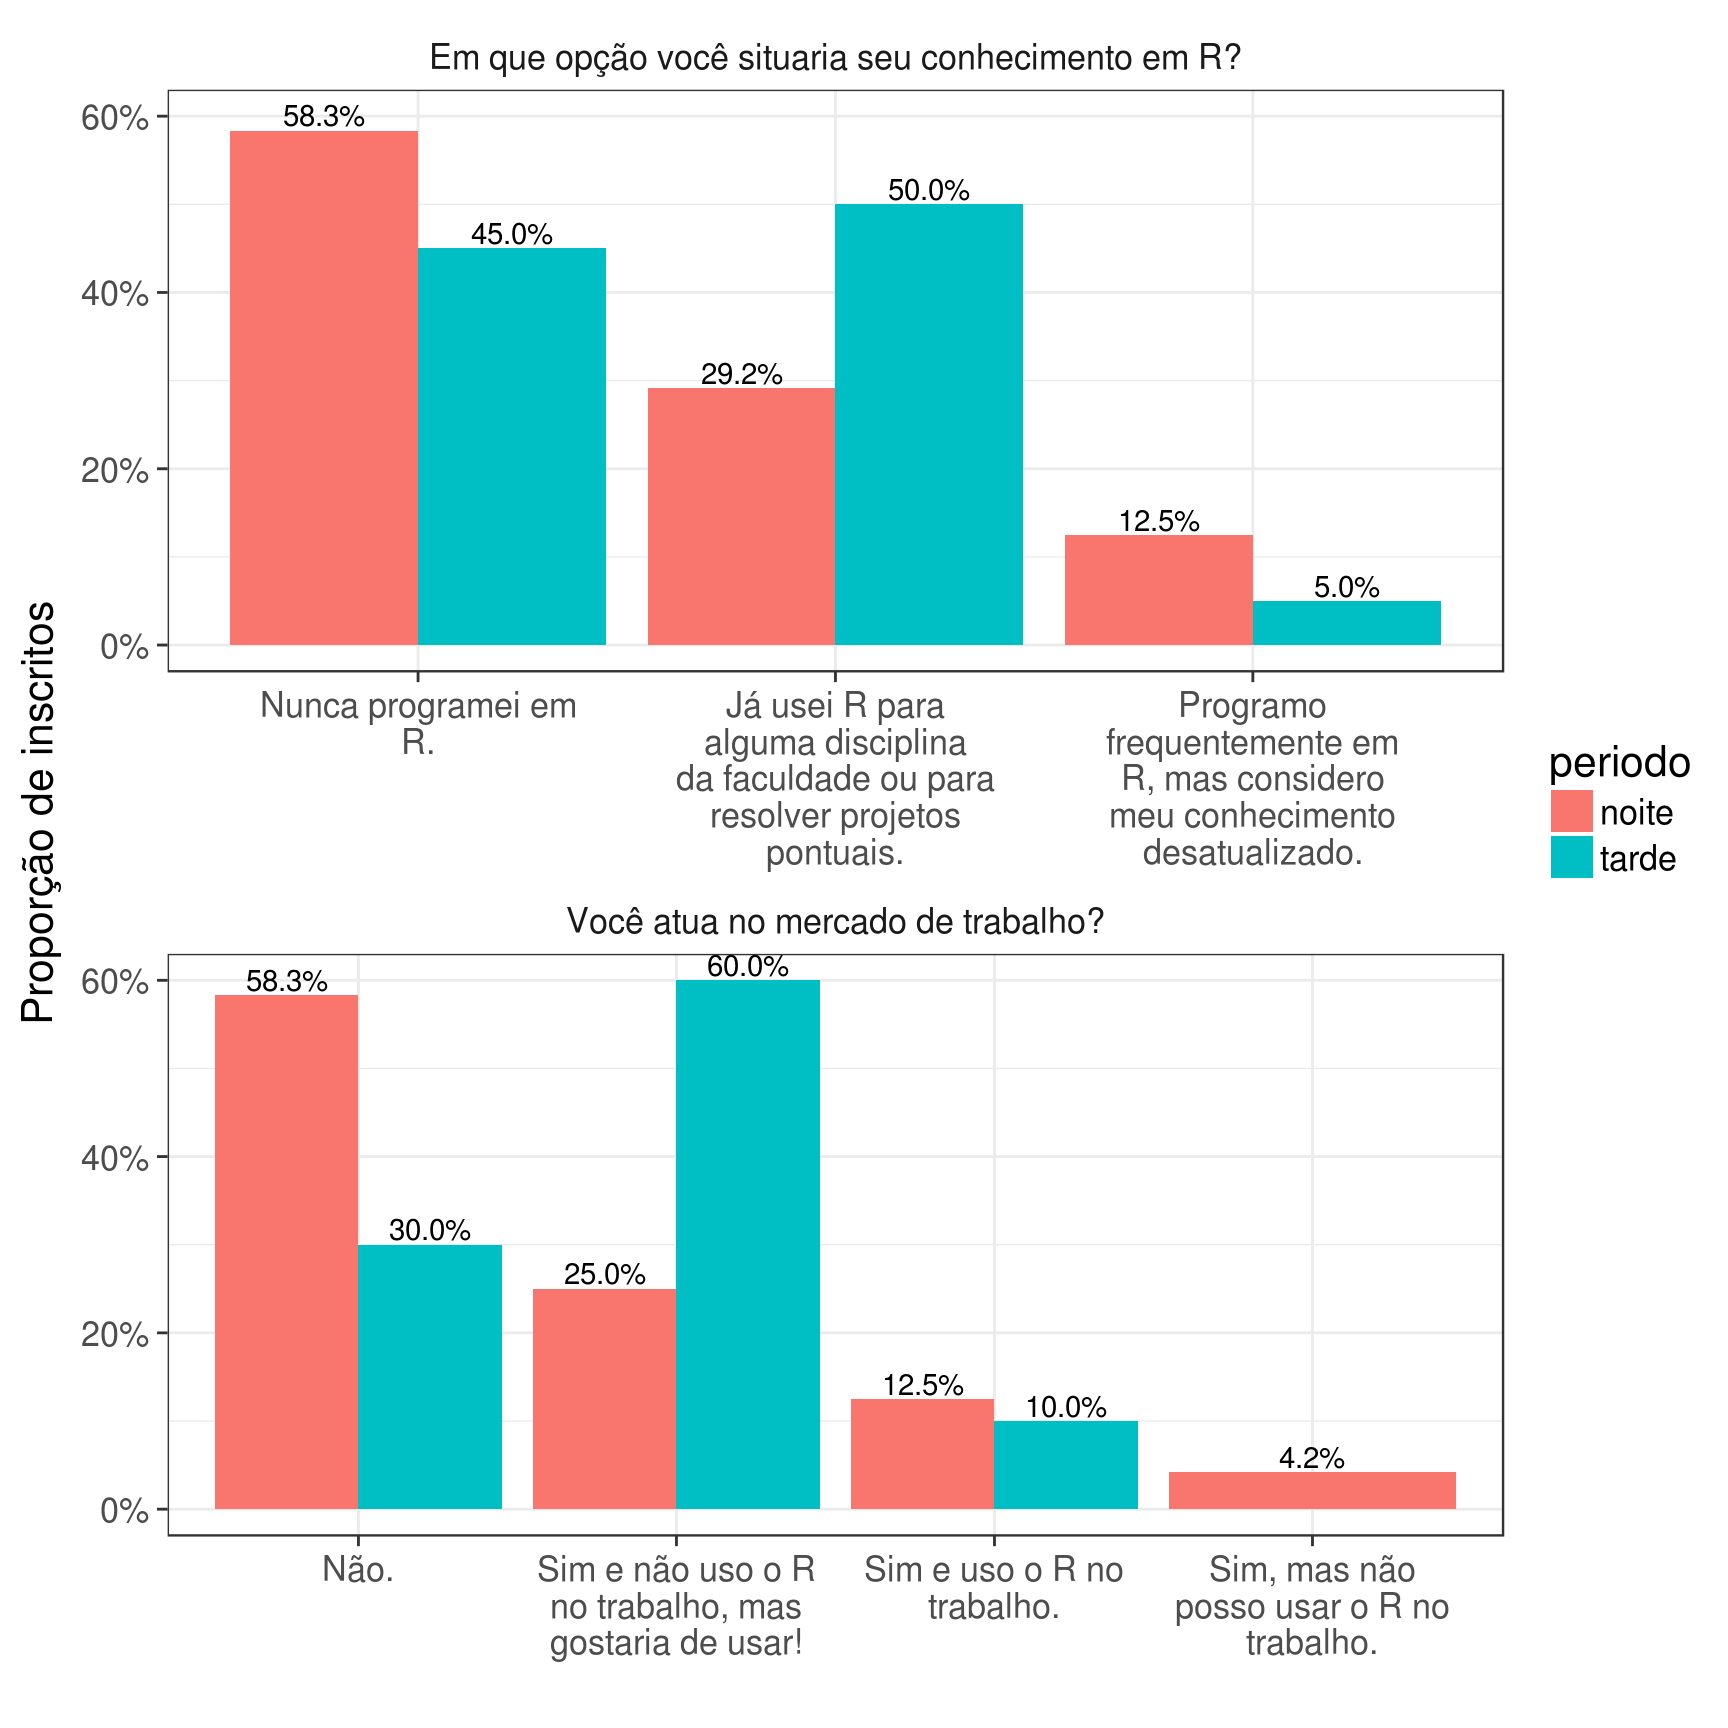 Em que opção você situaria seu conhecimento em R?
60%
40%
20%
0%
58.3%
45.0%
29.2%
50.0%
12.5%
5.0%
Nunca programei em
R.
Já usei R para
alguma disciplina
da faculdade ou para
resolver projetos
pontuais.
Programo
frequentemente em
R, mas considero
meu conhecimento
desatualizado.
Proporção de inscritos
periodo
noite
tarde
Você atua no mercado de trabalho?
60%
40%
20%
0%
58.3%
30.0%
25.0%
60.0%
12.5%
10.0%
4.2%
Não.
Sim e não uso o R
no trabalho, mas
gostaria de usar!
Sim e uso o R no
trabalho.
Sim, mas não
posso usar o R no
trabalho.